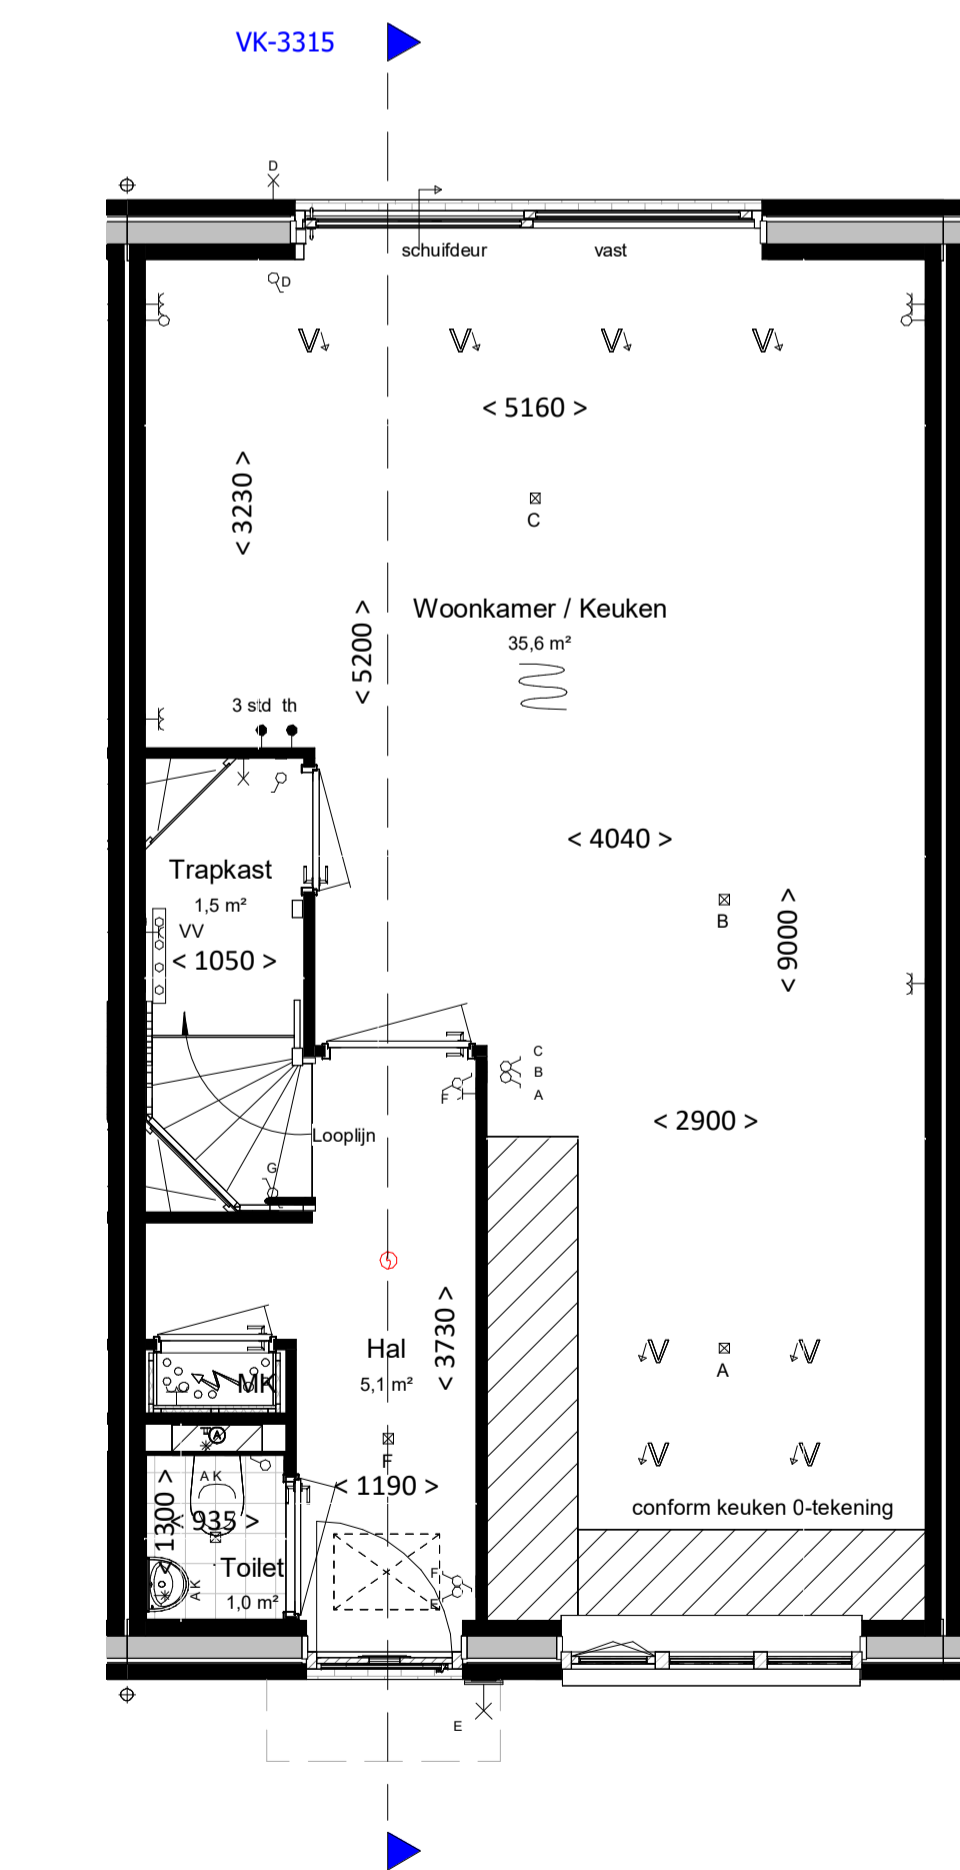 VK-3315
D
schuifdeur
vast
D
< 5160 >
< 3230 >
C
Woonkamer / Keuken
35,6 m²
< 5200 >
3 std th
< 4040 >
Trapkast
1,5 m²
VV
< 1050 >
B
< 9000 >
C
B
A
F
< 2900 >
Looplijn
G
< 3730 >
Hal
5,1 m²
MK
A
A
F
< 1190 >
A K
< 1300 >
< 935 >
conform keuken 0-tekening
Toilet
1,0 m²
A K
F
E
E